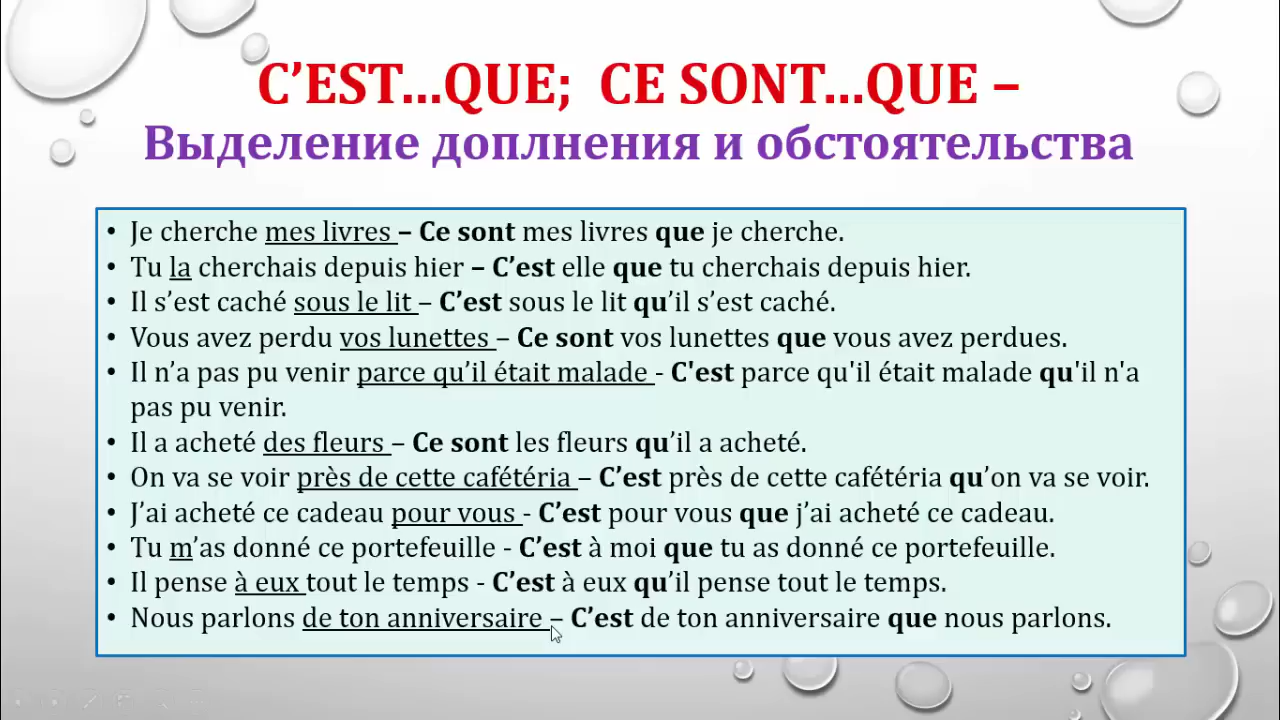 C’EST…QUE;  CE SONT…QUE –
Выделение доплнения и обстоятельства
• Je cherche mes livres – Ce sont mes livres que je cherche.
• Tu la cherchais depuis hier – C’est elle que tu cherchais depuis hier.
• Il s’est caché sous le lit – C’est sous le lit qu’il s’est caché.
• Vous avez perdu vos lunettes – Ce sont vos lunettes que vous avez perdues.
• Il n’a pas pu venir parce qu’il était malade - C'est parce qu'il était malade qu'il n'a
pas pu venir.
• Il a acheté des fleurs – Ce sont les fleurs qu’il a acheté.
• On va se voir près de cette cafétéria – C’est près de cette cafétéria qu’on va se voir.
• J’ai acheté ce cadeau pour vous - C’est pour vous que j’ai acheté ce cadeau.
• Tu m’as donné ce portefeuille - C’est à moi que tu as donné ce portefeuille.
• Il pense à eux tout le temps - C’est à eux qu’il pense tout le temps.
• Nous parlons de ton anniversaire – C’est de ton anniversaire que nous parlons.